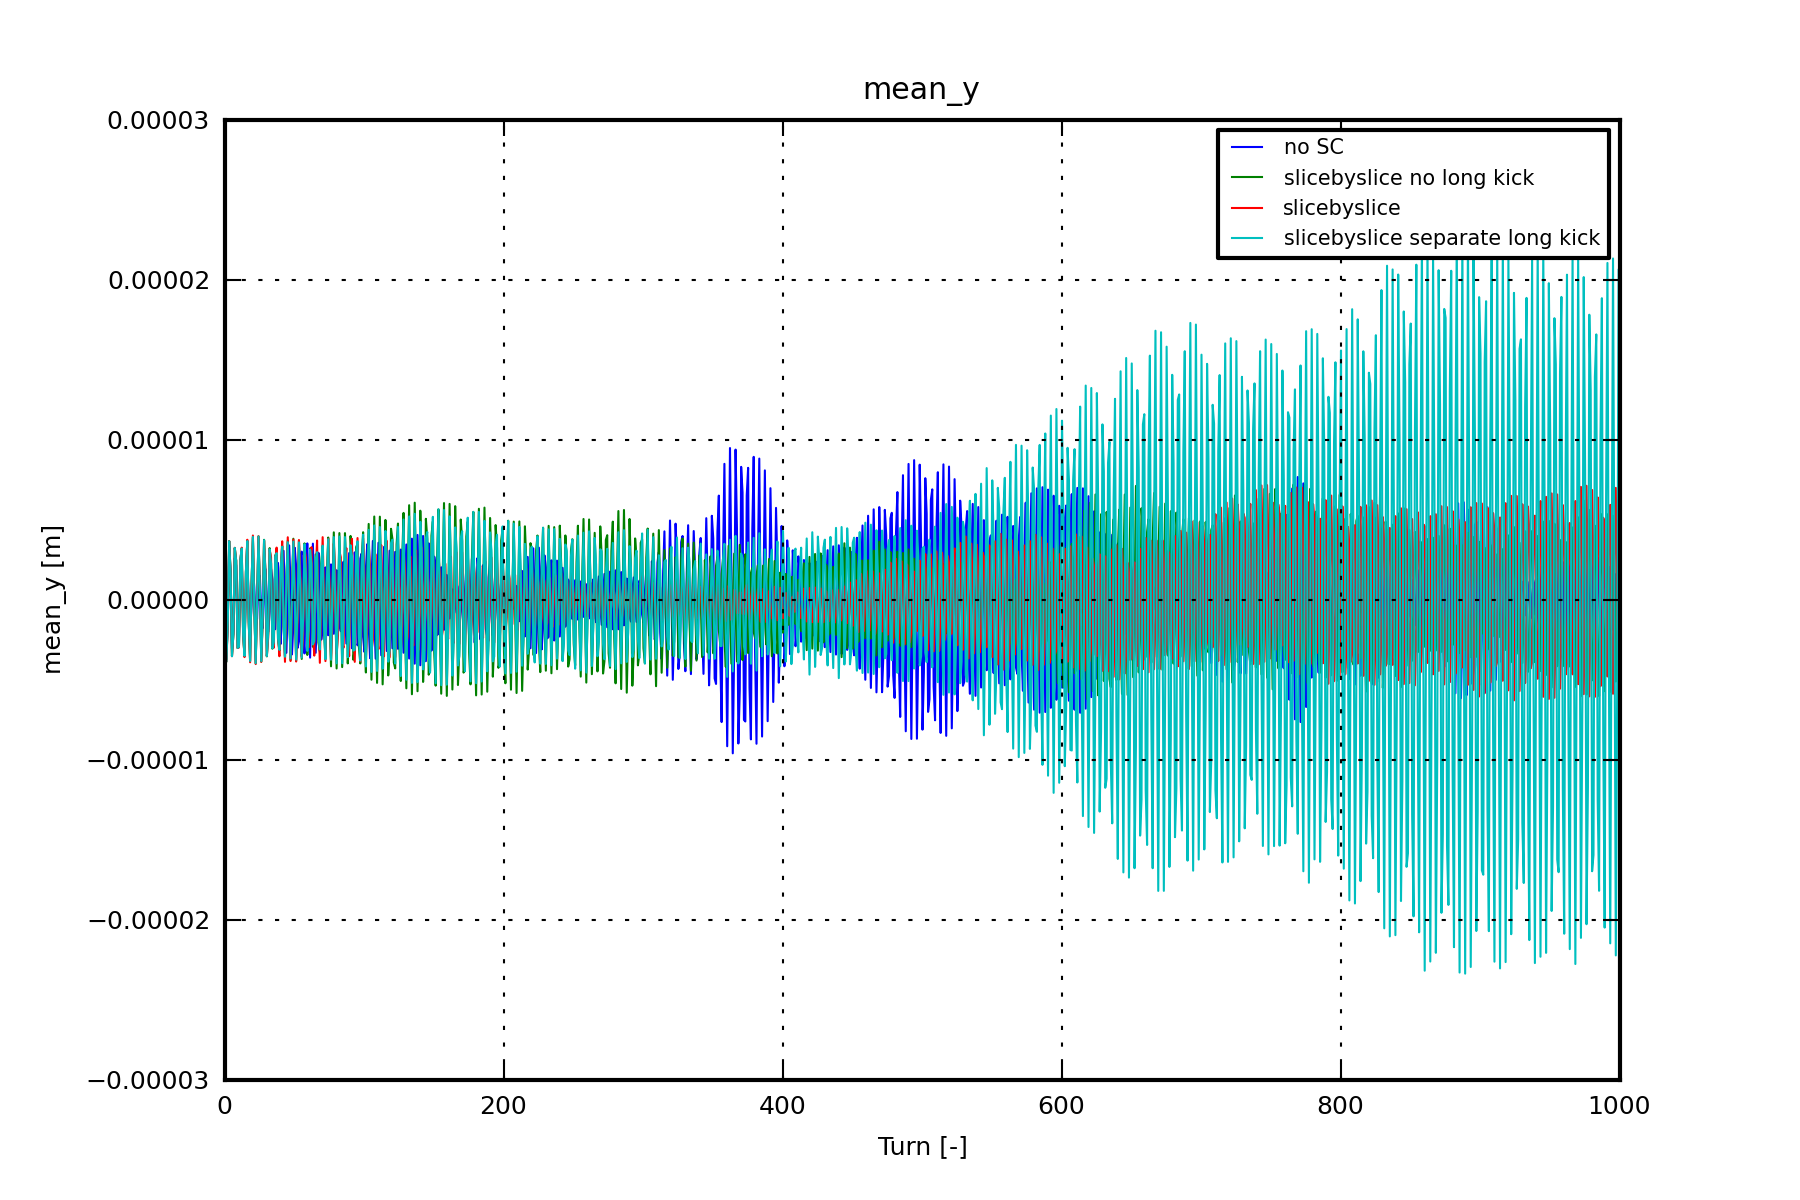 mean_y
0.00003
0.00002
0.00001
0.00000
−0.00001
−0.00002
−0.00003
mean_y [m]
no SC
slicebyslice no long kick
slicebyslice
slicebyslice separate long kick
0 200 400 600 800 1000
Turn [-]